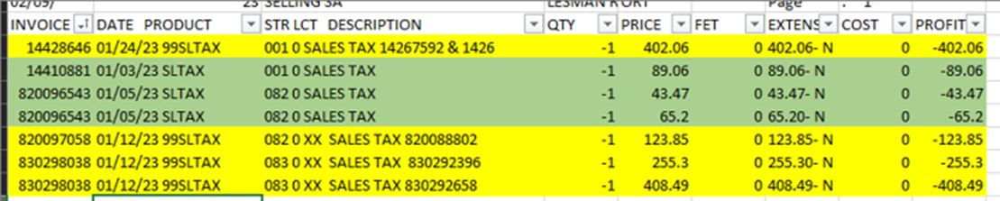 02/09/ 23 SELLING SA LESMAN Page : 1
INVOICE DATE PRODUCT STR LCT DESCRIPTION QTY PRICE FET EXTENS COST PROFIT
14428646 01/24/23 99SLTAX 001 0 SALES TAX 14267592 & 1426 -1 402.06 0 402.06- N 0 -402.06
14410881 01/03/23 SLTAX 001 0 SALES TAX -1 89.06 0 89.06- N 0 -89.06
820096543 01/05/23 SLTAX 082 0 SALES TAX -1 43.47 0 43.47- N 0 -43.47
820096543 01/05/23 SLTAX 082 0 SALES TAX -1 65.2 0 65.20- N 0 -65.2
820097058 01/12/23 99SLTAX 082 0 XX SALES TAX 820088802 -1 123.85 0 123.85- N 0 -123.85
830298038 01/12/23 99SLTAX 083 0 XX SALES TAX 830292396 -1 255.3 0 255.30- N 0 -255.3
830298038 01/12/23 99SLTAX 083 0 XX SALES TAX 830292658 -1 408.49 0 408.49- N 0 -408.49